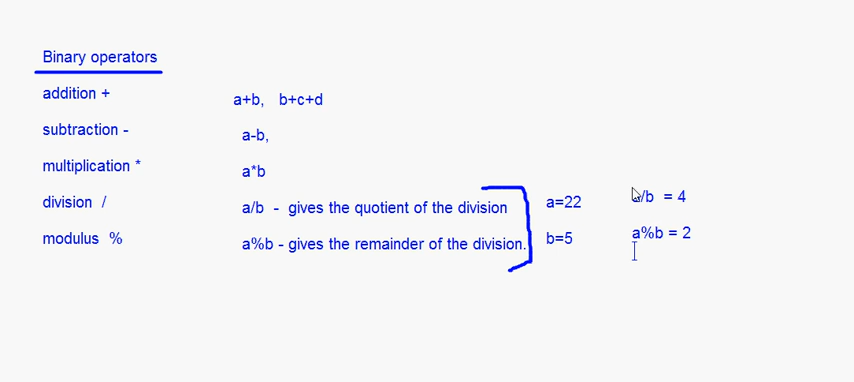 Binary operators
addition + a+b, b+c+d
subtraction - a-b,
multiplication * a*b
division / a/b - gives the quotient of the division a=22 a/b = 4
modulus % a%b - gives the remainder of the division. b=5 a%b = 2